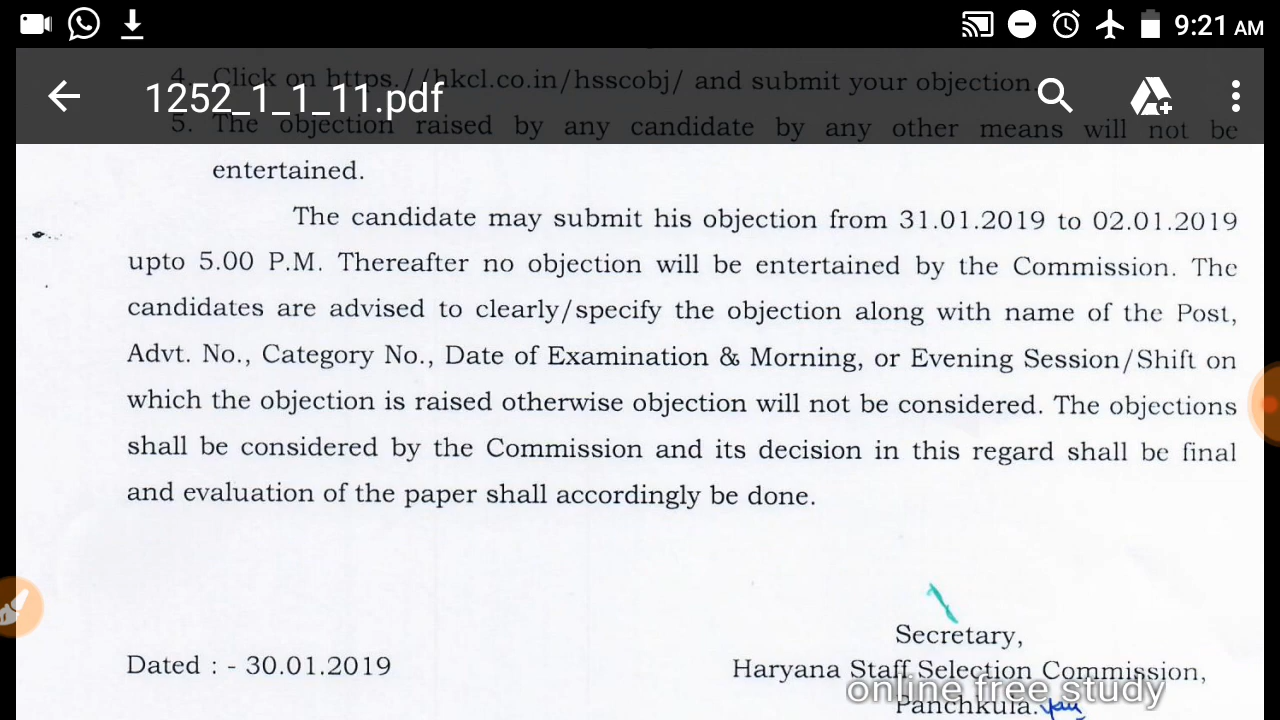 9:21 AM
4. Click on https://hkcl.co.in/hsscobj/ and submit your objection.
1252_1_1_11.pdf
5. The objection raised by any candidate by any other means will not be
entertained.
The candidate may submit his objection from 31.01.2019 to 02.01.2019
upto 5.00 P.M. Thereafter no objection will be entertained by the Commission. The
candidates are advised to clearly/specify the objection along with name of the Post,
Advt. No., Category No., Date of Examination & Morning, or Evening Session/Shift on
which the objection is raised otherwise objection will not be considered. The objections
shall be considered by the Commission and its decision in this regard shall be final
and evaluation of the paper shall accordingly be done.
Secretary,
Dated : - 30.01.2019
Haryana Staff Selection Commission,
online free study
Panchkula.